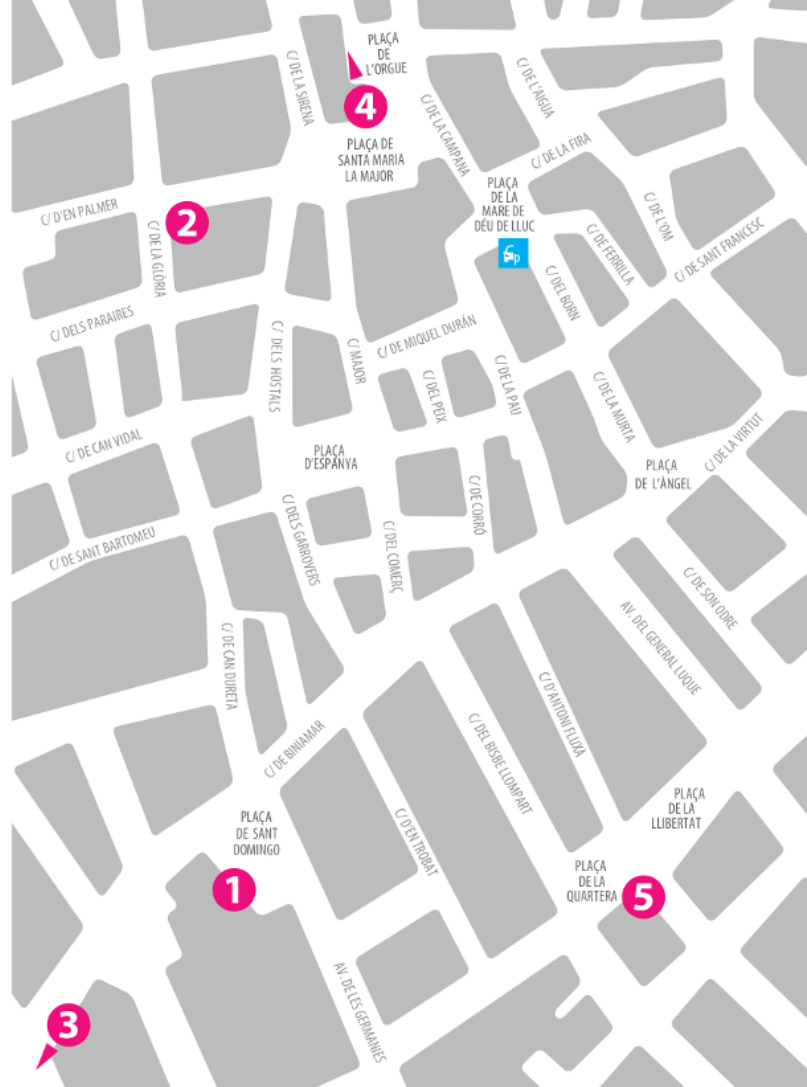 PLAÇA
DE
L'ORGUE
C/ DE LA SIRENA
4
C/ DE L'AIGUA
C/ DE LA CAMPANA
PLAÇA DE
SANTA MARIA
LA MAJOR
C/ DE LA FIRA
PLAÇA
DE LA
MARE DE
DÉU DE LLUC
P
C/ D'EN PALMER
2
C/ DE LA GLÒRIA
C/ DE L'OM
C/ DE FERRILLA
C/ DE SANT FRANCESC
C/ DEL BORN
C/ DELS PARAIRES
C/ DELS HOSTALS
C/ MAJOR
C/ DE MIQUEL DURÁN
C/ DEL PEIX
C/ DE LA PAU
C/ DE LA MURTA
C/ DE LA VIRTUT
C/ DE CAN VIDAL
PLAÇA
D'ESPANYA
PLAÇA
DE L'ÀNGEL
C/ DE CORRÓ
C/ DELS GARROVERS
C/ DEL COMERÇ
C/ DE SANT BARTOMEU
C/ DE SON ODRE
AV. DEL GENERAL LUQUE
C/ DE CAN DURETA
C/ D'ANTONI FLUXA
C/ DE BINIAMAR
C/ DEL BISBE LLOMPART
PLAÇA
DE LA
LLIBERTAT
PLAÇA
DE SANT
DOMINGO
C/ D'EN TROBAT
1
PLAÇA
DE LA
QUARTERA
5
AV. DE LES GERMANIES
3